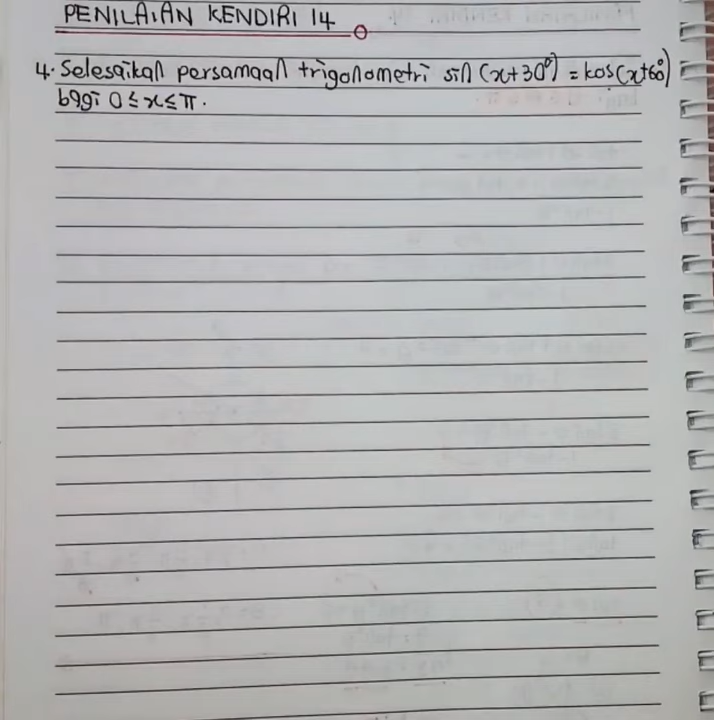 PENILAIAN KENDIRI 14
4. Selesaikan persamaan trigonometri sin (x+30°) = kos(x+60°)
bagi 0 ≤ x ≤ π.